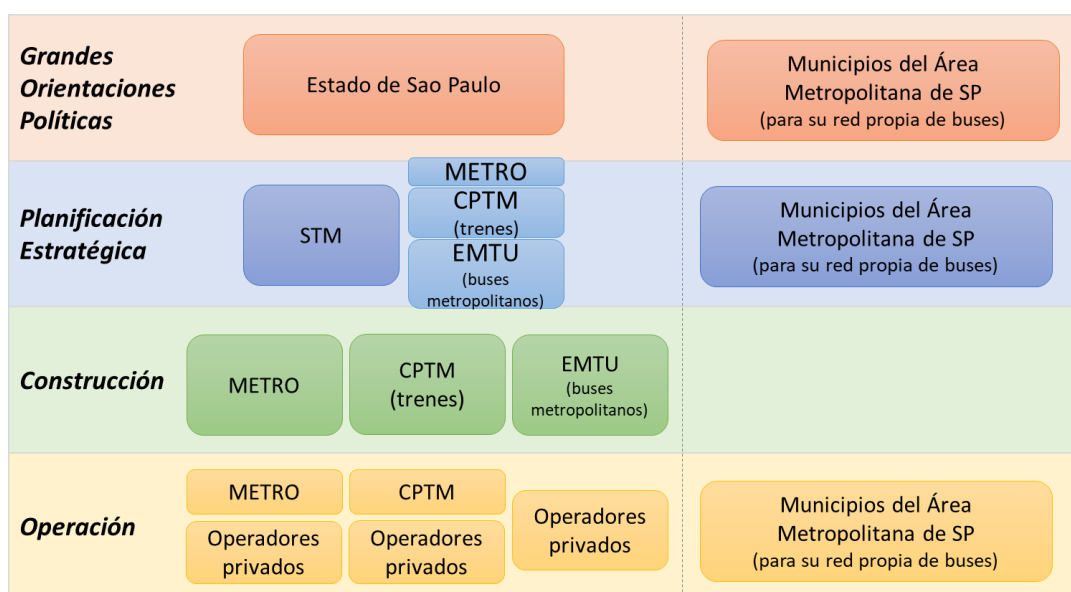 Grandes
Orientaciones
Políticas
Estado de Sao Paulo
Municipios del Área
Metropolitana de SP
(para su red propia de buses)
Planificación
Estratégica
STM
METRO
CPTM
(trenes)
EMTU
(buses
metropolitanos)
Municipios del Área
Metropolitana de SP
(para su red propia de buses)
Construcción
METRO
CPTM
(trenes)
EMTU
(buses
metropolitanos)
Operación
METRO
Operadores
privados
CPTM
Operadores
privados
Operadores
privados
Municipios del Área
Metropolitana de SP
(para su red propia de buses)